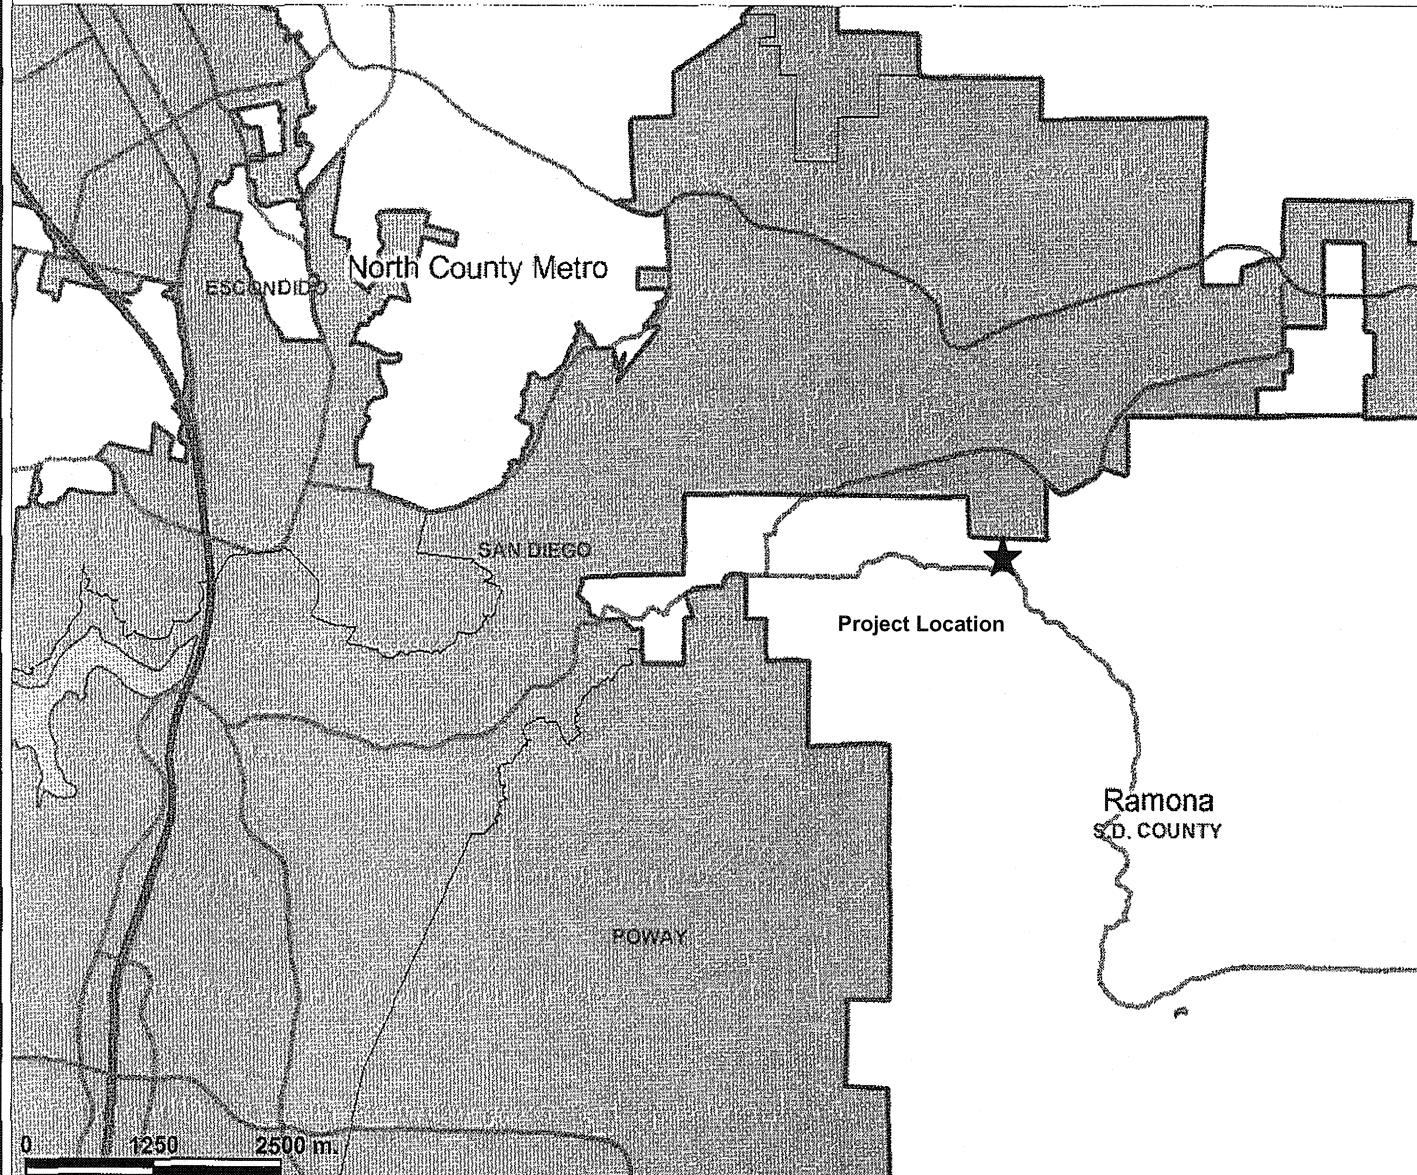 North County Metro
ESCONDIDO
SAN DIEGO
Project Location
Ramona
S.D. COUNTY
POWAY
0 1250 2500 m.